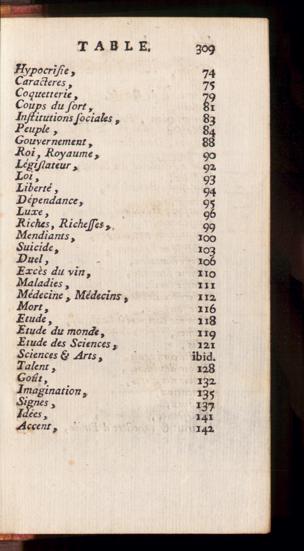 TABLE. 309
Hypocrisie, 74
Caracteres, 75
Coquetterie, 79
Coups du sort, 81
Institutions sociales, 83
Peuple, 84
Gouvernement, 88
Roi, Royaume, 90
Législateur, 92
Loi, 93
Liberté, 94
Dépendance, 95
Luxe, 96
Riches, Richesses, 99
Mendiants, 100
Suicide, 103
Duel, 106
Excès du vin, 110
Maladies, 111
Médecine, Médecins, 112
Mort, 116
Etude, 118
Etude du monde, 119
Etude des Sciences, 121
Sciences & Arts, ibid.
Talent, 128
Goût, 132
Imagination, 135
Signes, 137
Idées, 141
Accent, 142